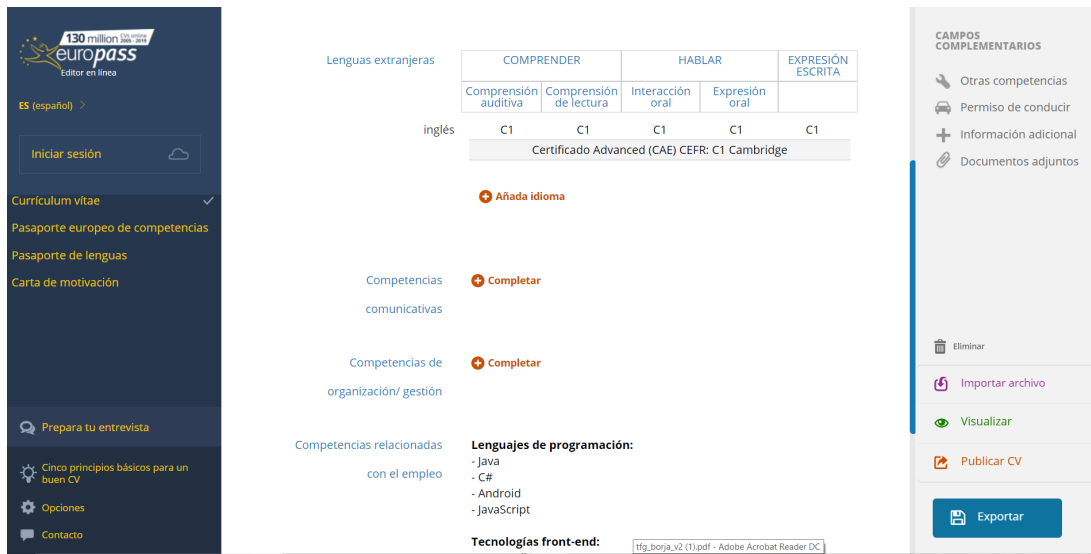 130 million CVs online 2005 - 2019
europass
Editor en línea
ES (español)
Iniciar sesión
Currículum vítae
Pasaporte europeo de competencias
Pasaporte de lenguas
Carta de motivación
Prepara tu entrevista
Cinco principios básicos para un
buen CV
Opciones
Contacto
Lenguas extranjeras
COMPRENDER HABLAR EXPRESIÓN
ESCRITA
Comprensión Comprensión Interacción Expresión
auditiva de lectura oral oral
inglés C1 C1 C1 C1 C1
Certificado Advanced (CAE) CEFR: C1 Cambridge
Añada idioma
Competencias
comunicativas
Completar
Competencias de
organización/ gestión
Completar
Competencias relacionadas
con el empleo
Lenguajes de programación:
- Java
- C#
- Android
- JavaScript
Tecnologías front-end:
tfg_borja_v2 (1).pdf - Adobe Acrobat Reader DC
CAMPOS
COMPLEMENTARIOS
Otras competencias
Permiso de conducir
Información adicional
Documentos adjuntos
Eliminar
Importar archivo
Visualizar
Publicar CV
Exportar